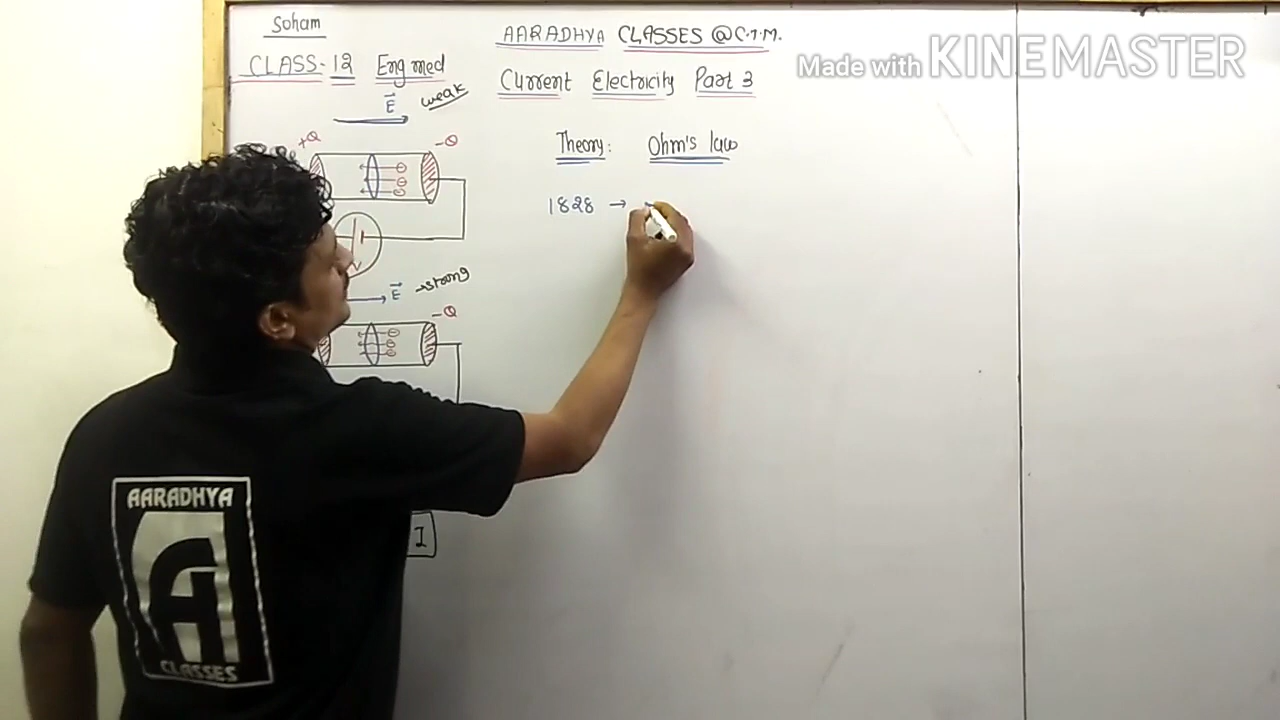 Soham
CLASS-12 Eng med
E weak
+Q -Q
E → strong
-Q
I
AARADHYA CLASSES @ C.T.M.
Current Electricity Part 3
Theory: Ohm's law
1828 →
Made with KINEMASTER
AARADHYA
A
CLASSES